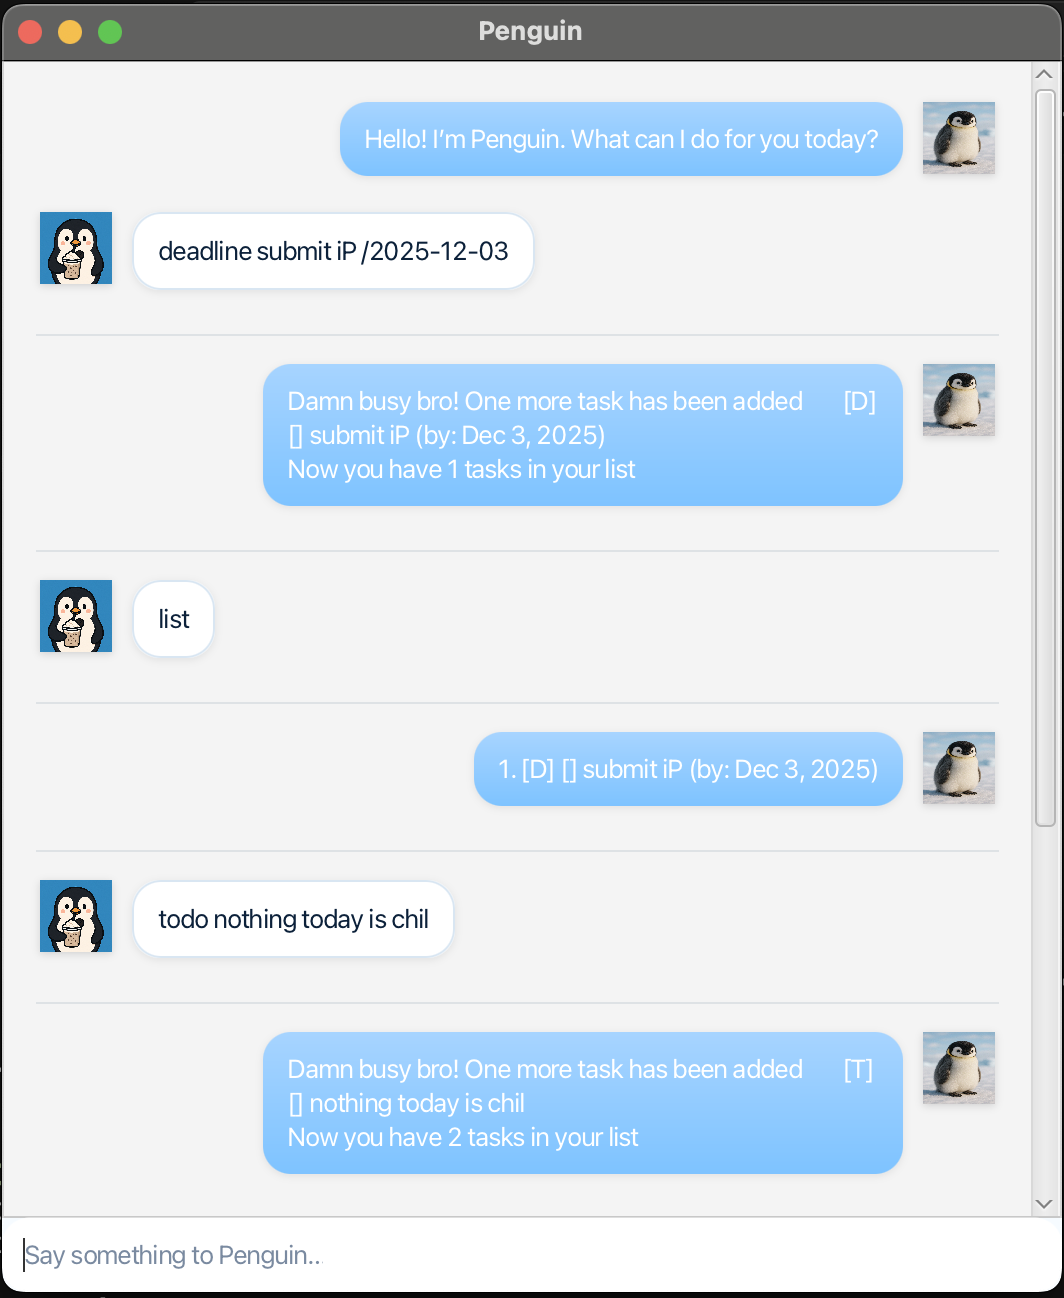 Penguin
Hello! I'm Penguin. What can I do for you today?
deadline submit iP /2025-12-03
Damn busy bro! One more task has been added [D]
[] submit iP (by: Dec 3, 2025)
Now you have 1 tasks in your list
list
1. [D] [] submit iP (by: Dec 3, 2025)
todo nothing today is chil
Damn busy bro! One more task has been added [T]
[] nothing today is chil
Now you have 2 tasks in your list
Say something to Penguin...